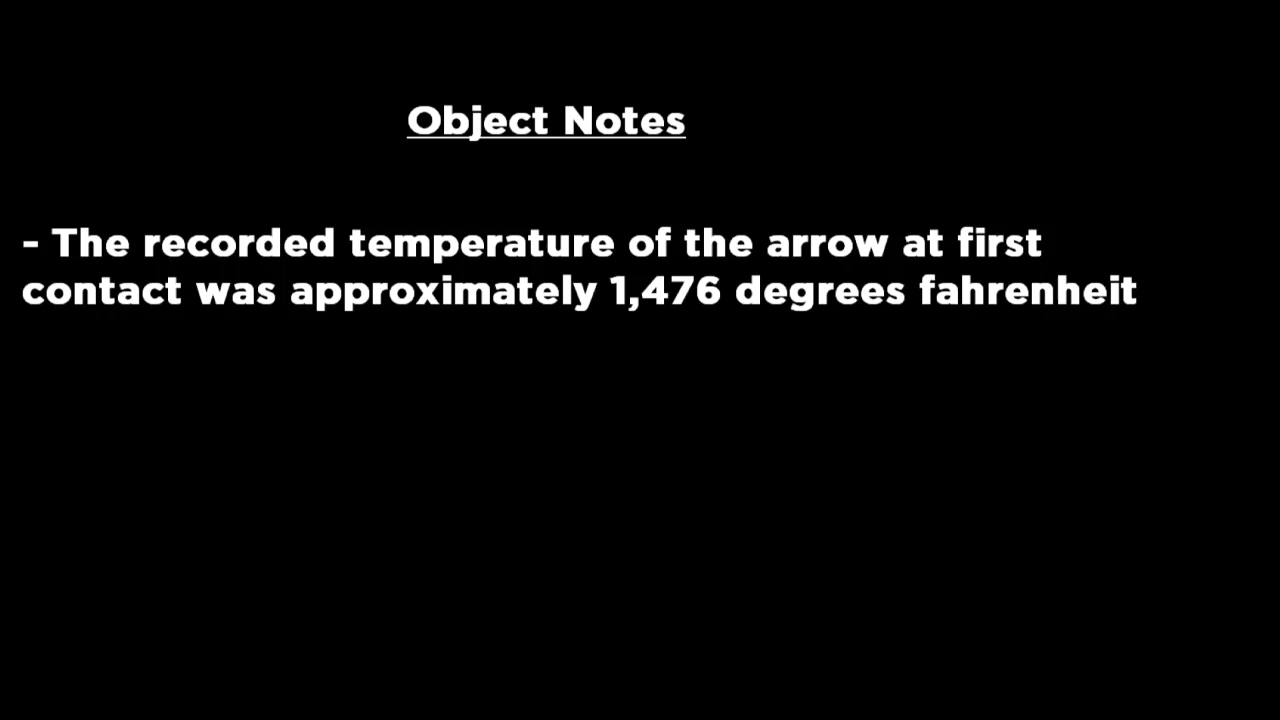 Object Notes
- The recorded temperature of the arrow at first
contact was approximately 1,476 degrees fahrenheit